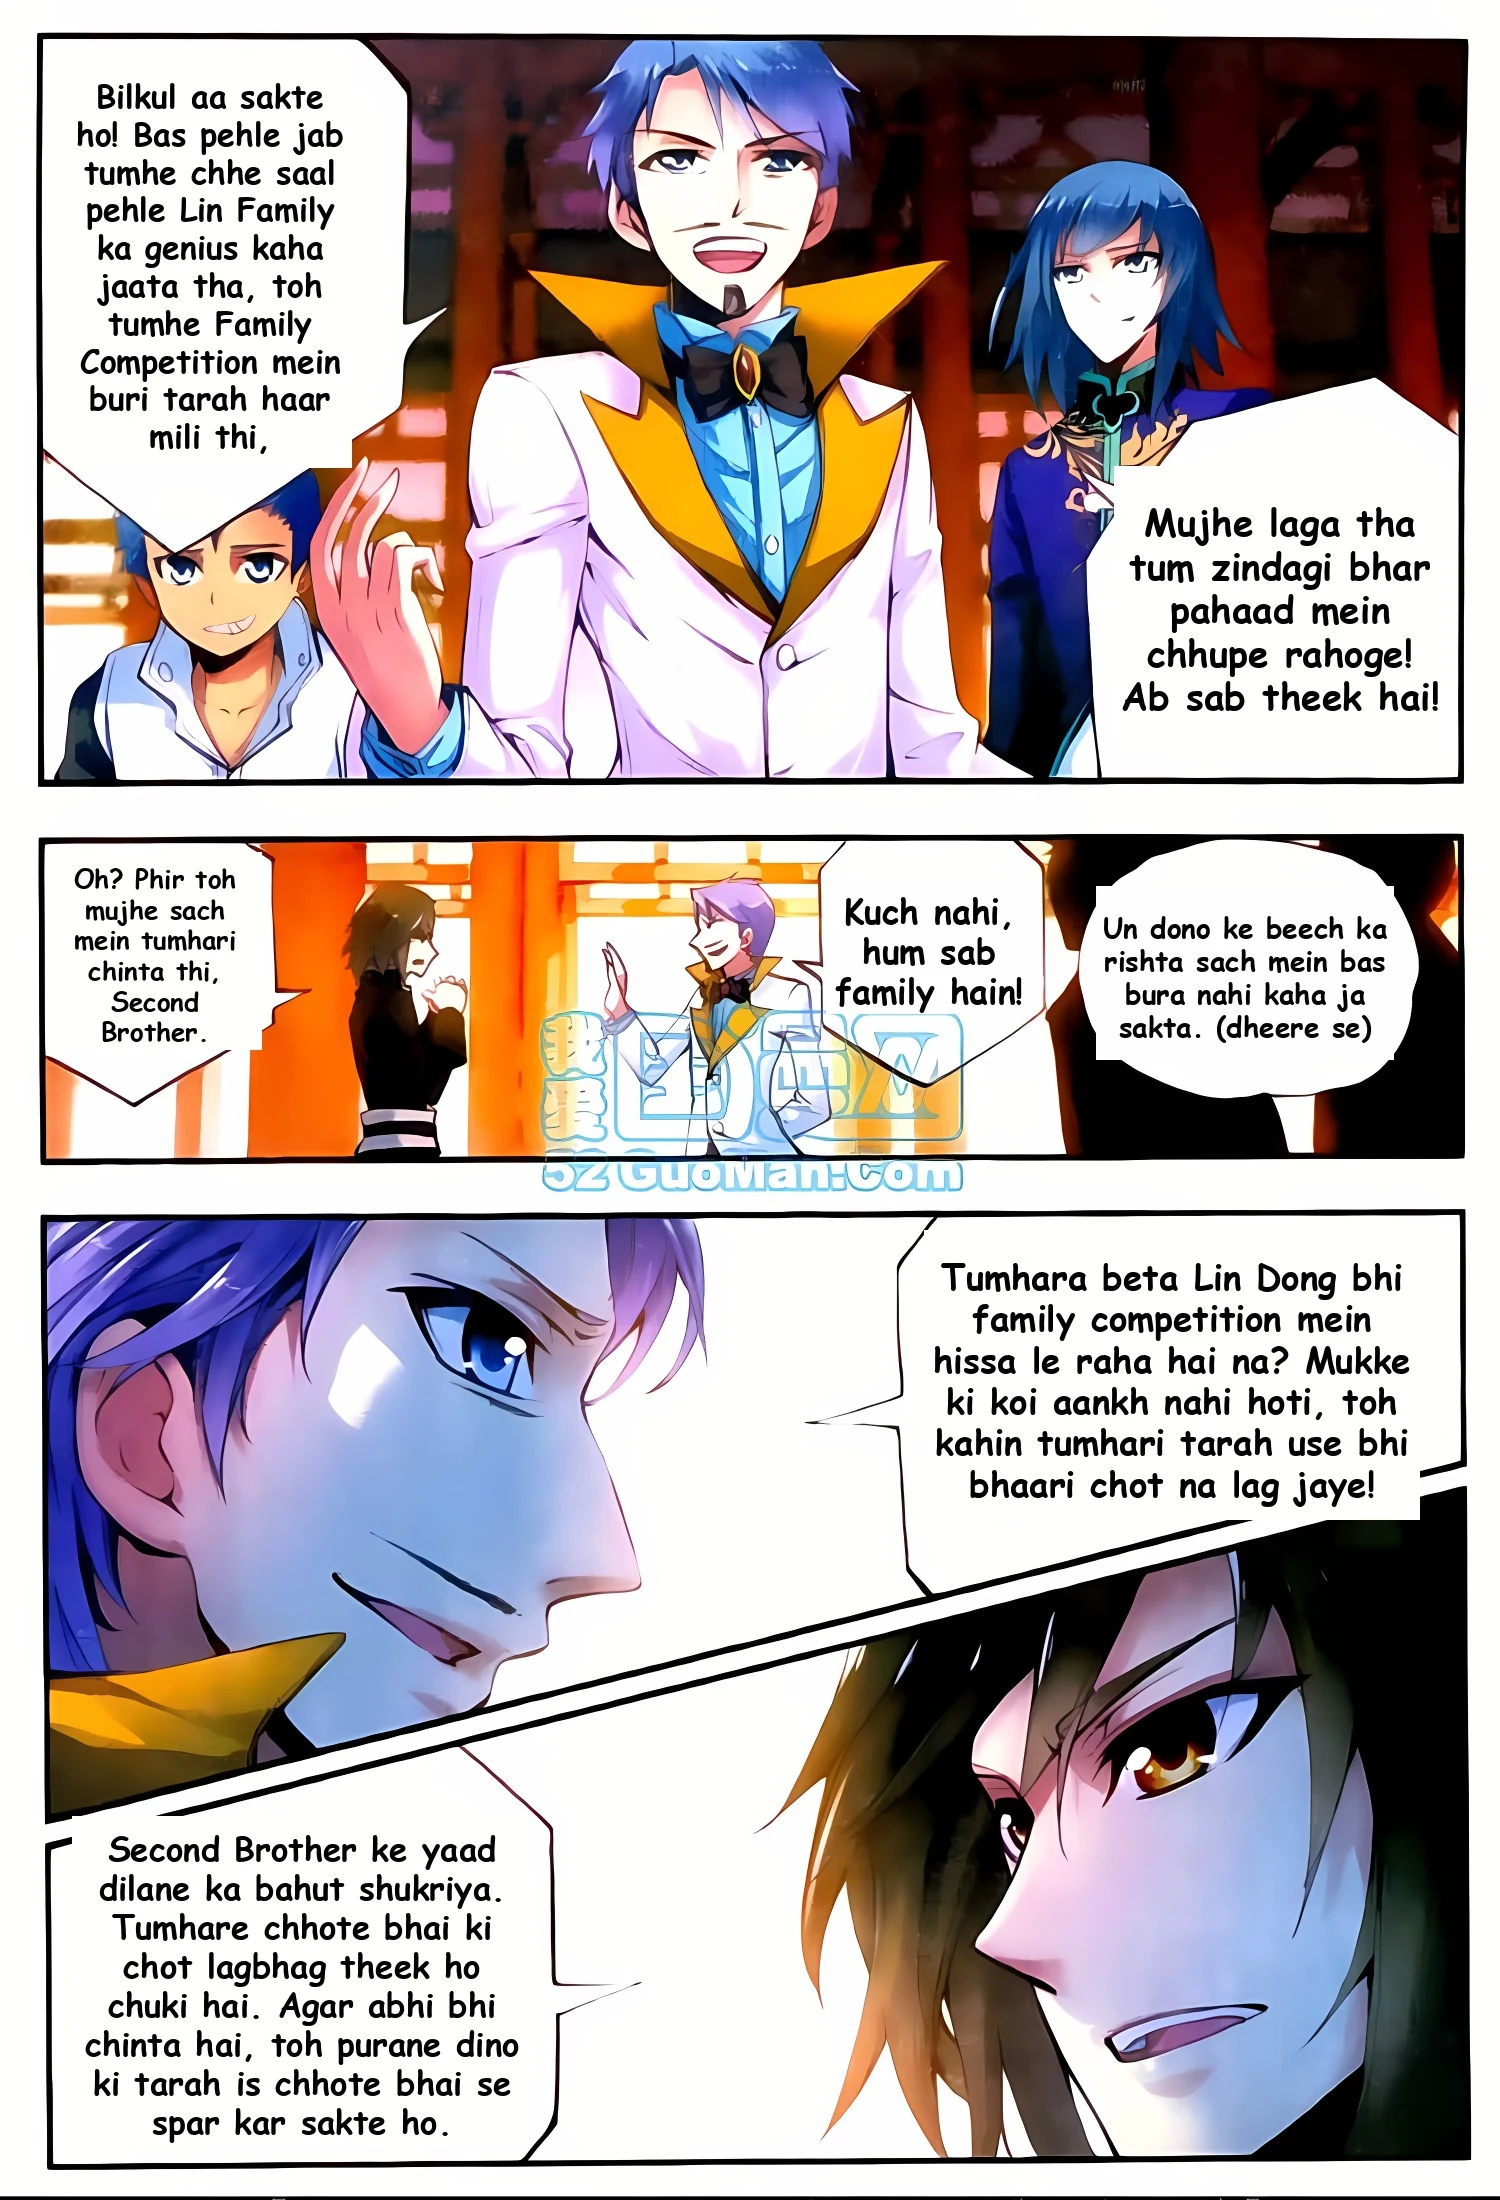 Bilkul aa sakte
ho! Bas pehle jab
tumhe chhe saal
pehle Lin Family
ka genius kaha
jaata tha, toh
tumhe Family
Competition mein
buri tarah haar
mili thi,
Mujhe laga tha
tum zindagi bhar
pahaad mein
chhupe rahoge!
Ab sab theek hai!
Oh? Phir toh
mujhe sach
mein tumhari
chinta thi,
Second
Brother.
Kuch nahi,
hum sab
family hain!
Un dono ke beech ka
rishta sach mein bas
bura nahi kaha ja
sakta. (dheere se)
我爱国漫网
52GuoMan.Com
Tumhara beta Lin Dong bhi
family competition mein
hissa le raha hai na? Mukke
ki koi aankh nahi hoti, toh
kahin tumhari tarah use bhi
bhaari chot na lag jaye!
Second Brother ke yaad
dilane ka bahut shukriya.
Tumhare chhote bhai ki
chot lagbhag theek ho
chuki hai. Agar abhi bhi
chinta hai, toh purane dino
ki tarah is chhote bhai se
spar kar sakte ho.